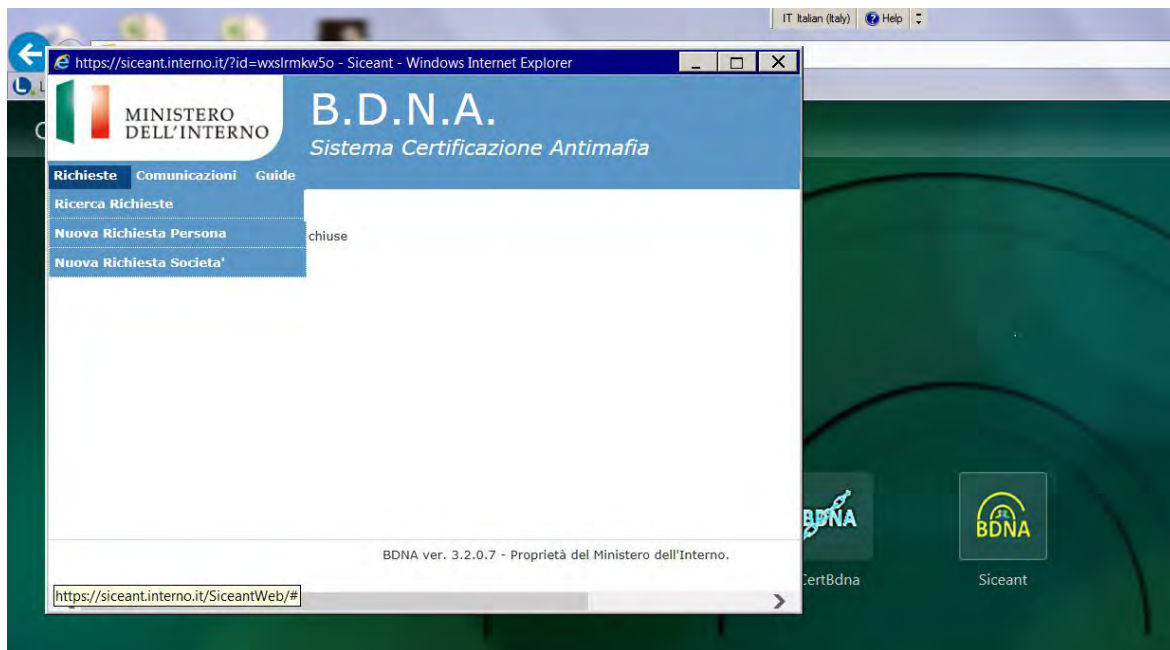 IT Italian (Italy) Help
https://siceant.interno.it/?id=wxslrmkw5o - Siceant - Windows Internet Explorer
MINISTERO
DELL'INTERNO
B.D.N.A.
Sistema Certificazione Antimafia
Richieste Comunicazioni Guide
Ricerca Richieste
Nuova Richiesta Persona
chiuse
Nuova Richiesta Societa'
BDNA ver. 3.2.0.7 - Proprietà del Ministero dell'Interno.
https://siceant.interno.it/SiceantWeb/#
BDNA
CertBdna
BDNA
Siceant